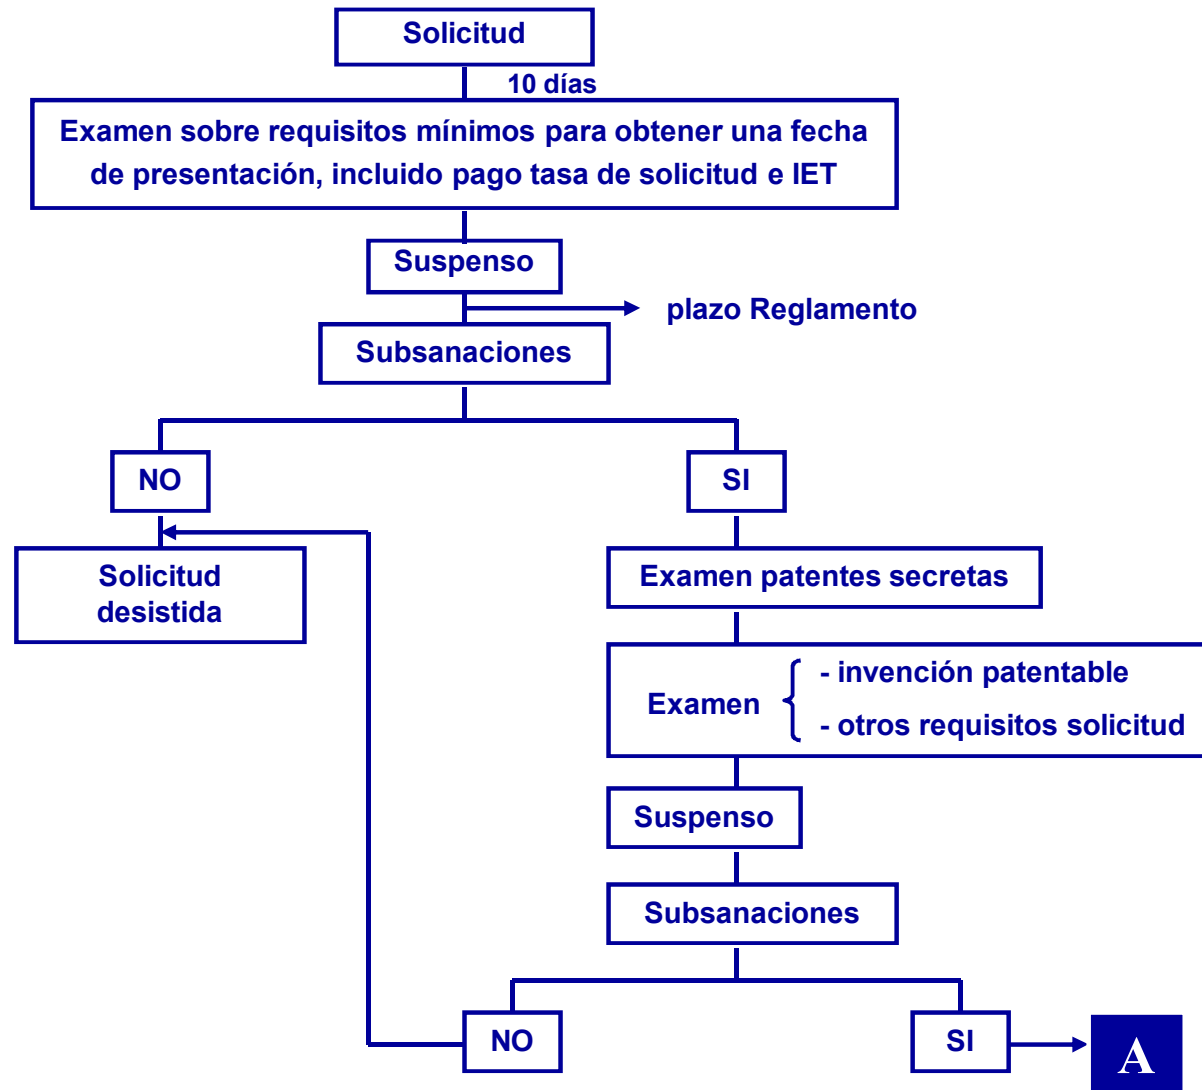 Solicitud
10 días
Examen sobre requisitos mínimos para obtener una fecha
de presentación, incluido pago tasa de solicitud e IET
Suspenso
plazo Reglamento
Subsanaciones
NO
SI
Solicitud
desistida
Examen patentes secretas
Examen
- invención patentable
- otros requisitos solicitud
Suspenso
Subsanaciones
NO
SI
A